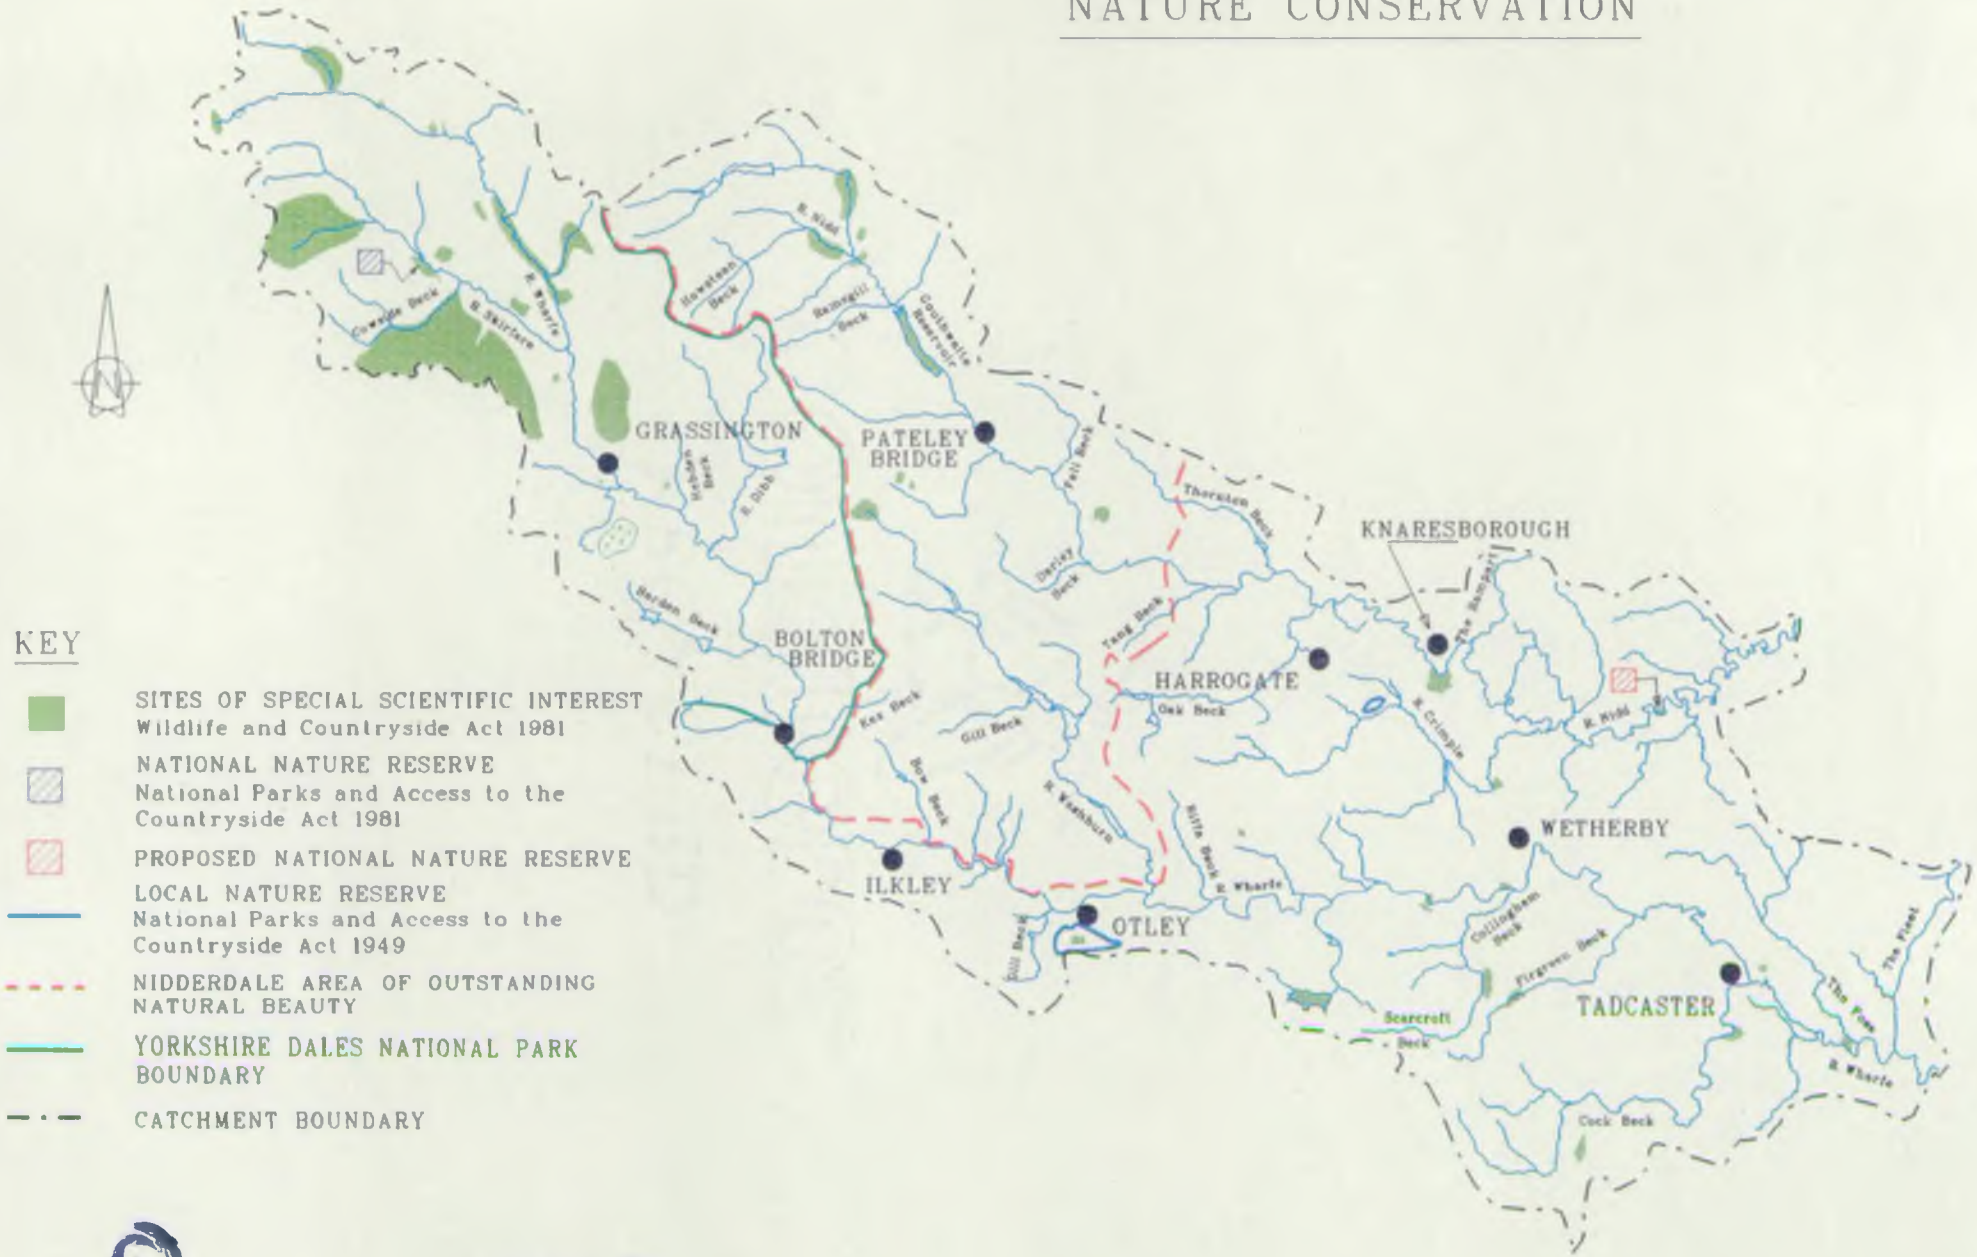 NATURE CONSERVATION
R. Nidd
Howsteen
Beck
Ramsgill
Beck
Gouthwaite
Reservoir
Cowside Beck
R. Skirfare
R. Wharfe
N
GRASSINGTON
Hebden
Beck
R. Dibb
PATELEY
BRIDGE
Fell Beck
Thornton Beck
KNARESBOROUGH
The Rampart
Darley
Beck
Tang Beck
Barden Beck
BOLTON
BRIDGE
HARROGATE
Oak Beck
R. Crimple
R. Nidd
Kex Beck
Gill Beck
Bow Beck
R. Washburn
Riffa Beck
R. Wharfe
WETHERBY
ILKLEY
OTLEY
Gill Beck
Collingham
Beck
Firgreen Beck
The Fleet
TADCASTER
The Foss
Scarcroft
Beck
R. Wharfe
Cock Beck
KEY
SITES OF SPECIAL SCIENTIFIC INTEREST
Wildlife and Countryside Act 1981
NATIONAL NATURE RESERVE
National Parks and Access to the
Countryside Act 1981
PROPOSED NATIONAL NATURE RESERVE
LOCAL NATURE RESERVE
National Parks and Access to the
Countryside Act 1949
NIDDERDALE AREA OF OUTSTANDING
NATURAL BEAUTY
YORKSHIRE DALES NATIONAL PARK
BOUNDARY
CATCHMENT BOUNDARY